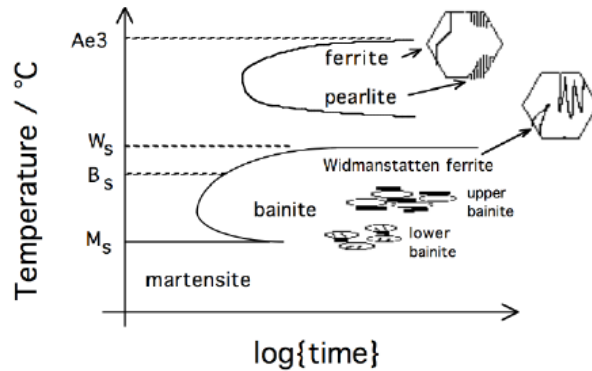 Ae3
ferrite
pearlite
Temperature / °C
Ws
Widmanstatten ferrite
Bs
bainite
upper
bainite
lower
bainite
Ms
martensite
log{time}